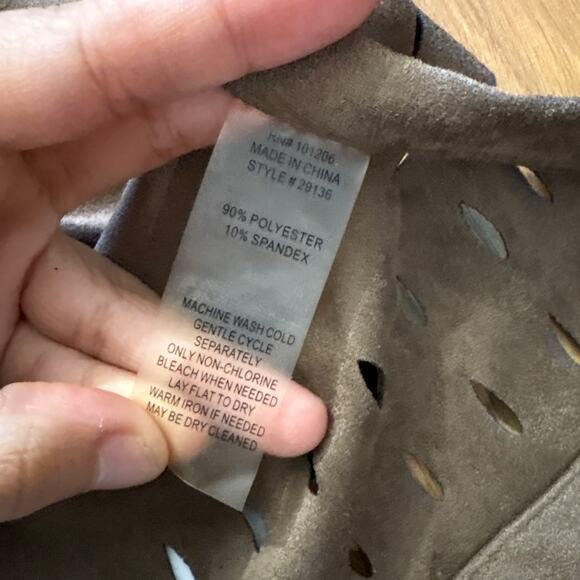 RN# 101206
MADE IN CHINA
STYLE # 29136
90% POLYESTER
10% SPANDEX
MACHINE WASH COLD
GENTLE CYCLE
SEPARATELY
ONLY NON-CHLORINE
BLEACH WHEN NEEDED
LAY FLAT TO DRY
WARM IRON IF NEEDED
MAY BE DRY CLEANED